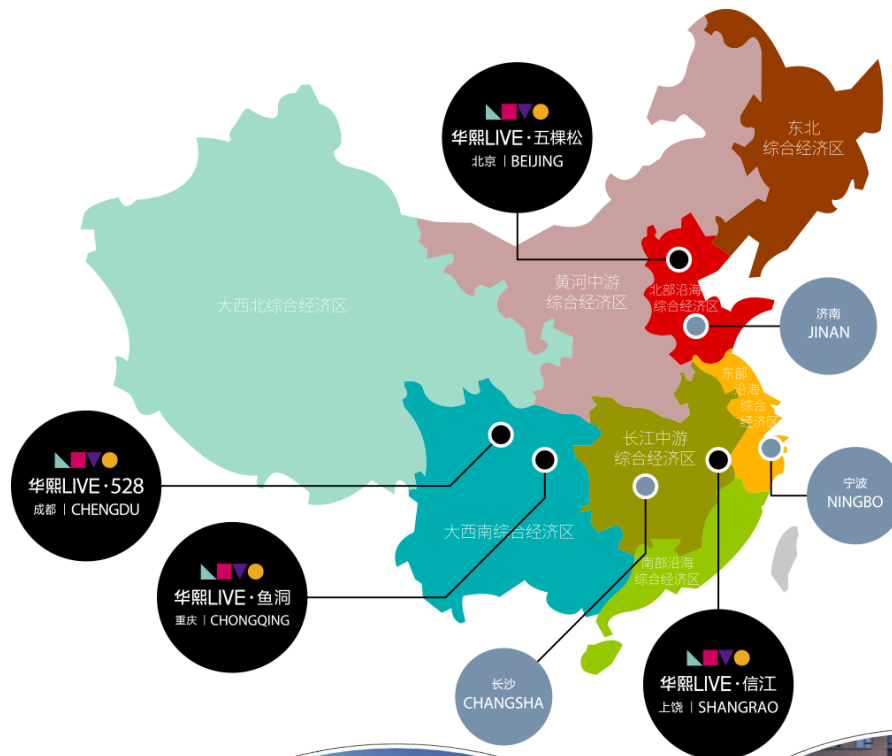 华熙LIVE·五棵松
北京 | BEIJING
东北
综合经济区
黄河中游
综合经济区
北部沿海
综合经济区
大西北综合经济区
济南
JINAN
东部
沿海
综合
经济区
长江中游
综合经济区
华熙LIVE·528
成都 | CHENGDU
宁波
NINGBO
大西南综合经济区
南部沿海
综合经济区
华熙LIVE·鱼洞
重庆 | CHONGQING
长沙
CHANGSHA
华熙LIVE·信江
上饶 | SHANGRAO